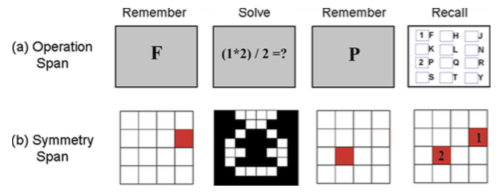 Remember Solve Remember Recall
(a) Operation Span
F
(1*2) / 2 =?
P
1 F H J
K L N
2 P Q R
S T Y
(b) Symmetry Span
1
2